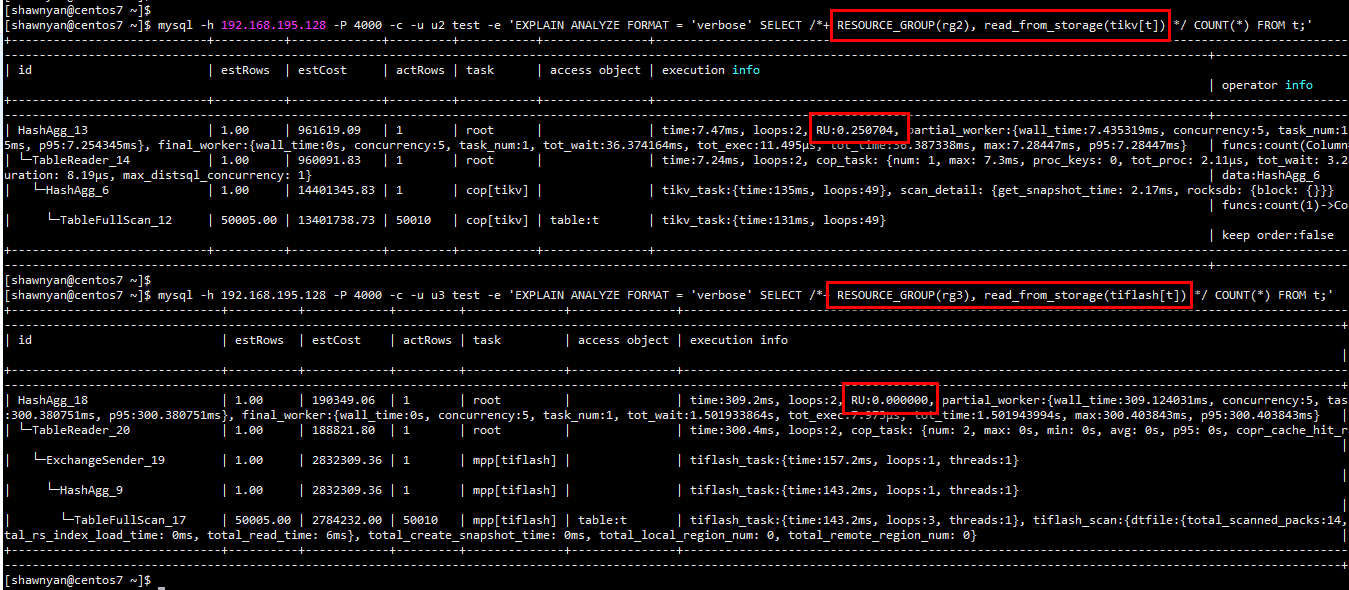 [shawnyan@centos7 ~]$
[shawnyan@centos7 ~]$ mysql -h 192.168.195.128 -P 4000 -c -u u2 test -e 'EXPLAIN ANALYZE FORMAT = 'verbose' SELECT /*+ RESOURCE_GROUP(rg2), read_from_storage(tikv[t]) */ COUNT(*) FROM t;'
| id | estRows | estCost | actRows | task | access object | execution info
| operator info
| HashAgg_13 | 1.00 | 961619.09 | 1 | root | | time:7.47ms, loops:2, RU:0.250704, partial_worker:{wall_time:7.435319ms, concurrency:5, task_num:1
5ms, p95:7.254345ms}, final_worker:{wall_time:0s, concurrency:5, task_num:1, tot_wait:36.374164ms, tot_exec:11.495µs, max:7.28447ms, p95:7.28447ms} | funcs:count(Column
| └─TableReader_14 | 1.00 | 960091.83 | 1 | root | | time:7.24ms, loops:2, cop_task: {num: 1, max: 7.3ms, proc_keys: 0, tot_proc: 2.11µs, tot_wait: 3.2
uration: 8.19µs, max_distsql_concurrency: 1} | data:HashAgg_6
| └─HashAgg_6 | 1.00 | 14401345.83 | 1 | cop[tikv] | | tikv_task:{time:135ms, loops:49}, scan_detail: {get_snapshot_time: 2.17ms, rocksdb: {block: {}}}
| funcs:count(1)->Co
| └─TableFullScan_12 | 50005.00 | 13401738.73 | 50010 | cop[tikv] | table:t | tikv_task:{time:131ms, loops:49}
| keep order:false
[shawnyan@centos7 ~]$
[shawnyan@centos7 ~]$ mysql -h 192.168.195.128 -P 4000 -c -u u3 test -e 'EXPLAIN ANALYZE FORMAT = 'verbose' SELECT /*+ RESOURCE_GROUP(rg3), read_from_storage(tiflash[t]) */ COUNT(*) FROM t;'
| id | estRows | estCost | actRows | task | access object | execution info
|
| HashAgg_18 | 1.00 | 190349.06 | 1 | root | | time:309.2ms, loops:2, RU:0.000000, partial_worker:{wall_time:309.124031ms, concurrency:5, tas
:300.380751ms, p95:300.380751ms}, final_worker:{wall_time:0s, concurrency:5, task_num:1, tot_wait:1.501933864s, tot_time:1.501943994s, max:300.403843ms, p95:300.403843ms} |
| └─TableReader_20 | 1.00 | 188821.80 | 1 | root | | time:300.4ms, loops:2, cop_task: {num: 2, max: 0s, min: 0s, avg: 0s, p95: 0s, copr_cache_hit_r
|
| └─ExchangeSender_19 | 1.00 | 2832309.36 | 1 | mpp[tiflash] | | tiflash_task:{time:157.2ms, loops:1, threads:1}
|
| └─HashAgg_9 | 1.00 | 2832309.36 | 1 | mpp[tiflash] | | tiflash_task:{time:143.2ms, loops:1, threads:1}
|
| └─TableFullScan_17 | 50005.00 | 2784232.00 | 50010 | mpp[tiflash] | table:t | tiflash_task:{time:143.2ms, loops:3, threads:1}, tiflash_scan:{dtfile:{total_scanned_packs:14,
tal_rs_index_load_time: 0ms, total_read_time: 6ms}, total_create_snapshot_time: 0ms, total_local_region_num: 0, total_remote_region_num: 0} |
[shawnyan@centos7 ~]$